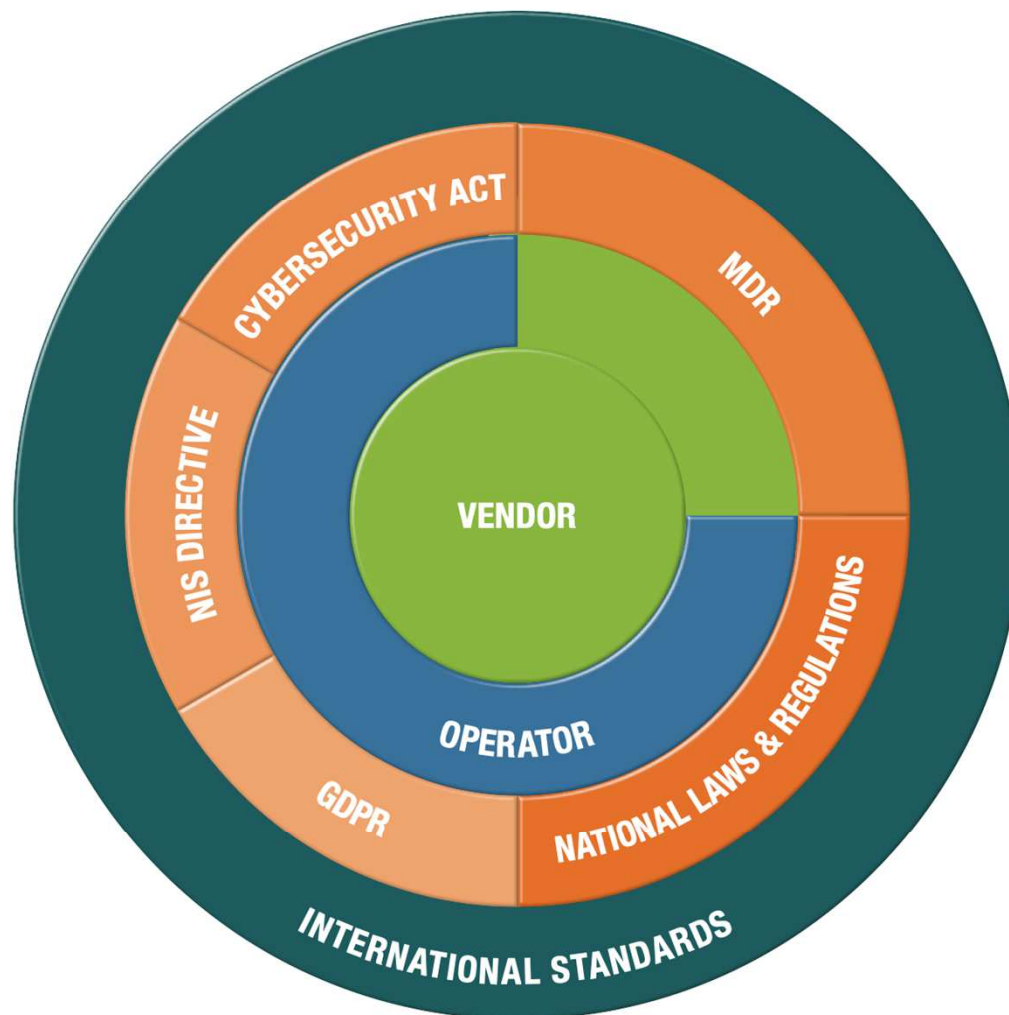 CYBERSECURITY ACT
MDR
NIS DIRECTIVE
VENDOR
NATIONAL LAWS & REGULATIONS
OPERATOR
GDPR
INTERNATIONAL STANDARDS